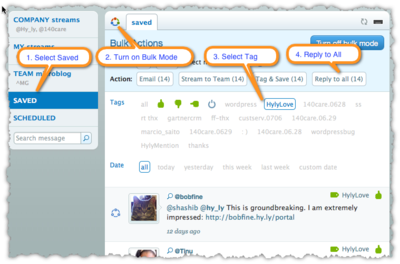 COMPANY streams
@Hy_ly, @140care
MY streams
TEAM microblog
^MG
SAVED
SCHEDULED
Search message
saved
Bulk Actions
Turn off bulk mode
1. Select Saved
2. Turn on Bulk Mode
3. Select Tag
4. Reply to All
Action: Email (14) Stream to Team (14) Tag & Save (14) Reply to all (14)
Tags all wordpress HylyLove 140care.0628 ss
rt thx gartnercrm ff-thx custserv.0706 140care.06.29
marcio_saito 140care.0629 : ) 140care.06.28 wordpressbug
HylyMention thanks
Date all today yesterday this week last week custom date
@bobfine HylyLove
@shashib @hy_ly This is groundbreaking. I am extremely
impressed: http://bobfine.hy.ly/portal
12 days ago
@Tiny HylyLove